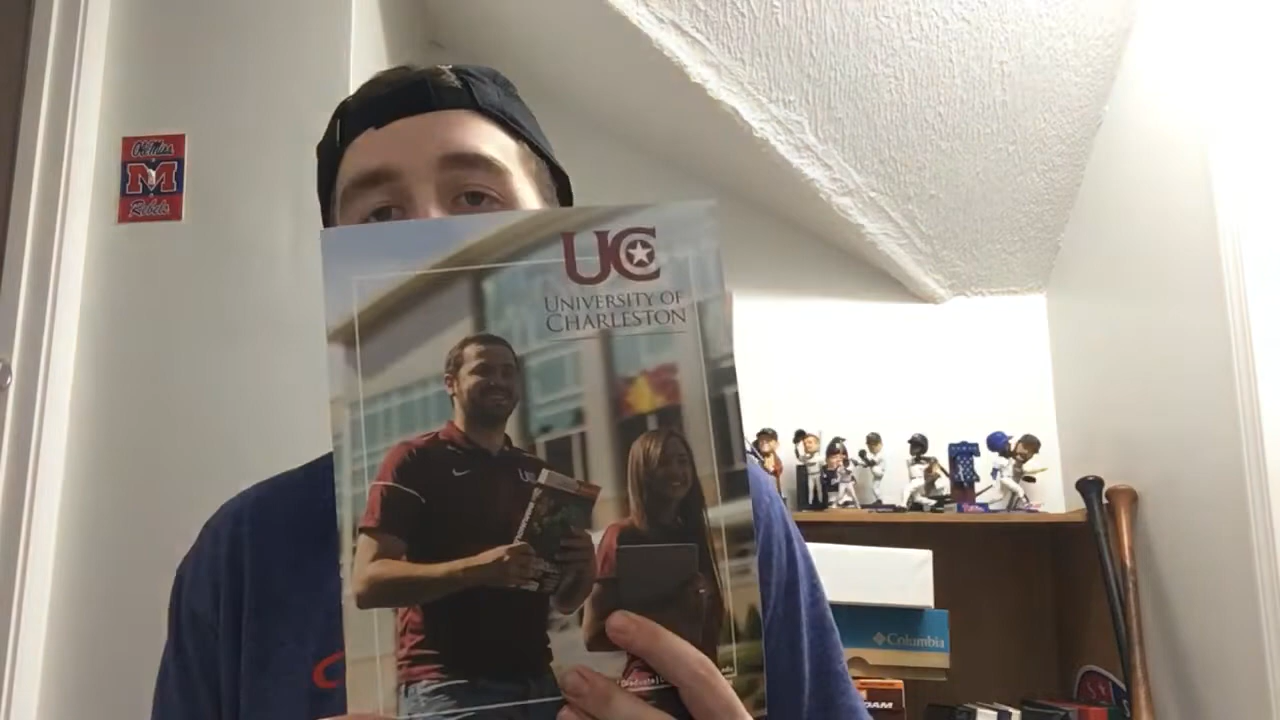 Ole Miss
M
Rebels
UC
UNIVERSITY OF
CHARLESTON
Columbia